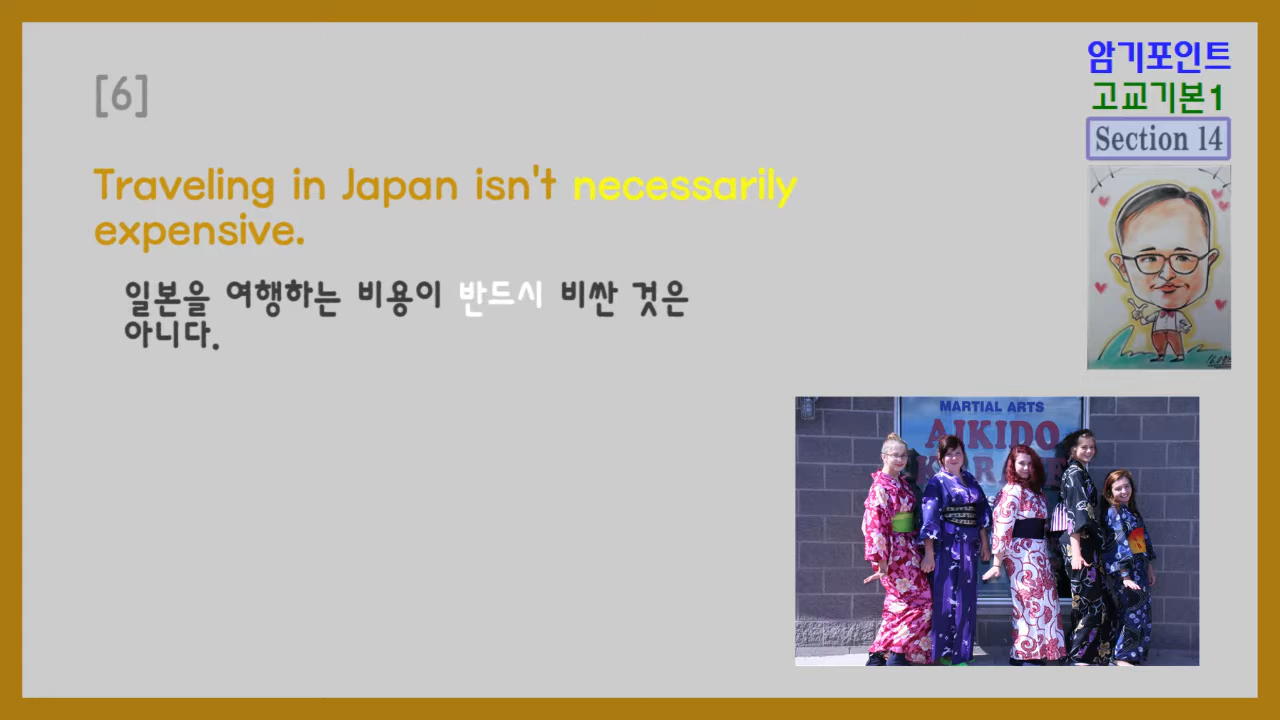 [6]
Traveling in Japan isn't necessarily
expensive.
일본을 여행하는 비용이 반드시 비싼 것은
아니다.
암기포인트
고교기본1
Section 14
MARTIAL ARTS
AIKIDO